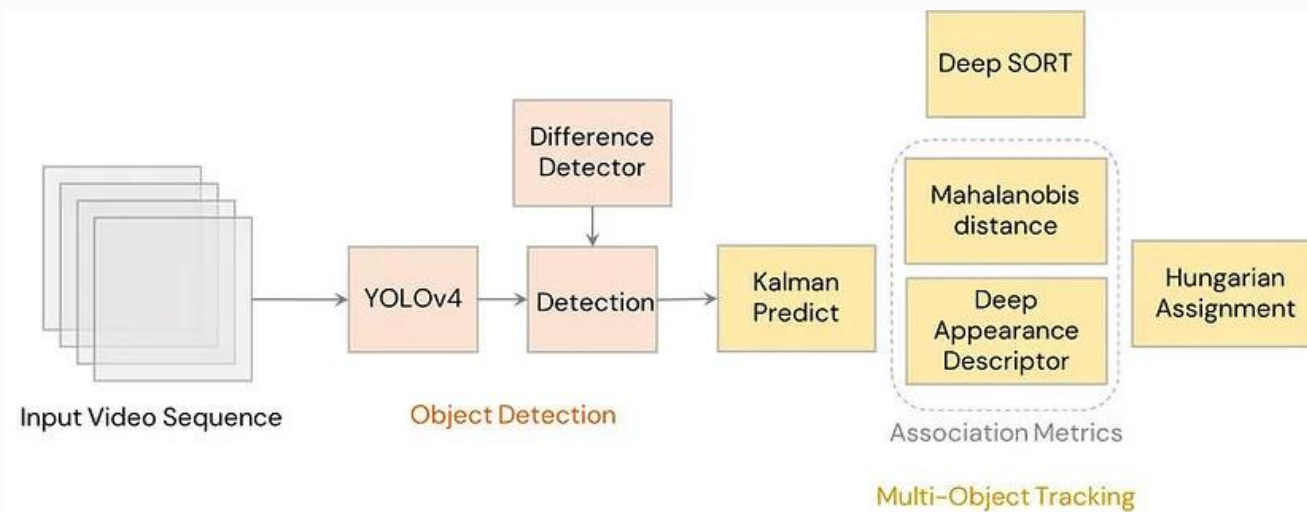 Deep SORT
Difference
Detector
Mahalanobis
distance
YOLOv4
Detection
Kalman
Predict
Deep
Appearance
Descriptor
Hungarian
Assignment
Input Video Sequence
Object Detection
Association Metrics
Multi-Object Tracking